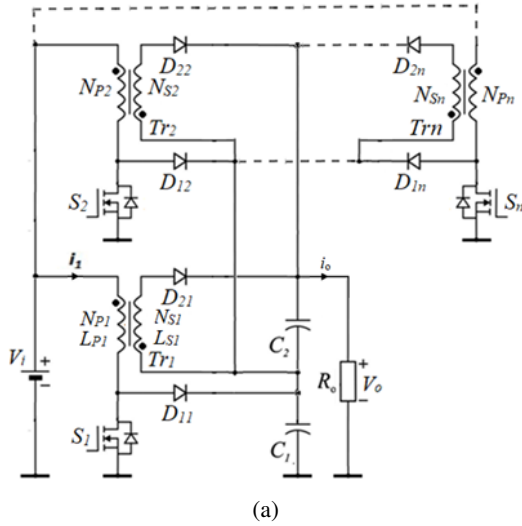 D22 D2n
NP2 NS2 NSn NPn
Tr2 Trn
D12 D1n
S2 Sn
i1 io
D21
NP1 NS1
LP1 LS1
C2
Vi + − Tr1 Ro + − Vo
D11
S1 C1
(a)